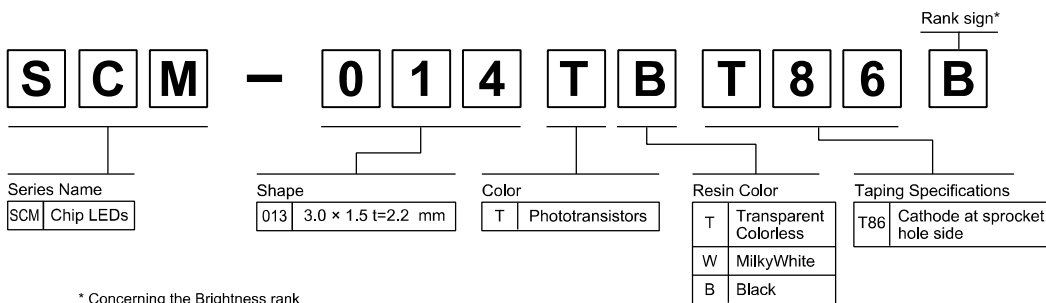 Rank sign*
S C M – 0 1 4 T B T 8 6 B
Series Name
SCM Chip LEDs
Shape
013 3.0 × 1.5 t=2.2 mm
Color
T Phototransistors
Resin Color
T Transparent
Colorless
W MilkyWhite
B Black
Taping Specifications
T86 Cathode at sprocket
hole side
* Concerning the Brightness rank